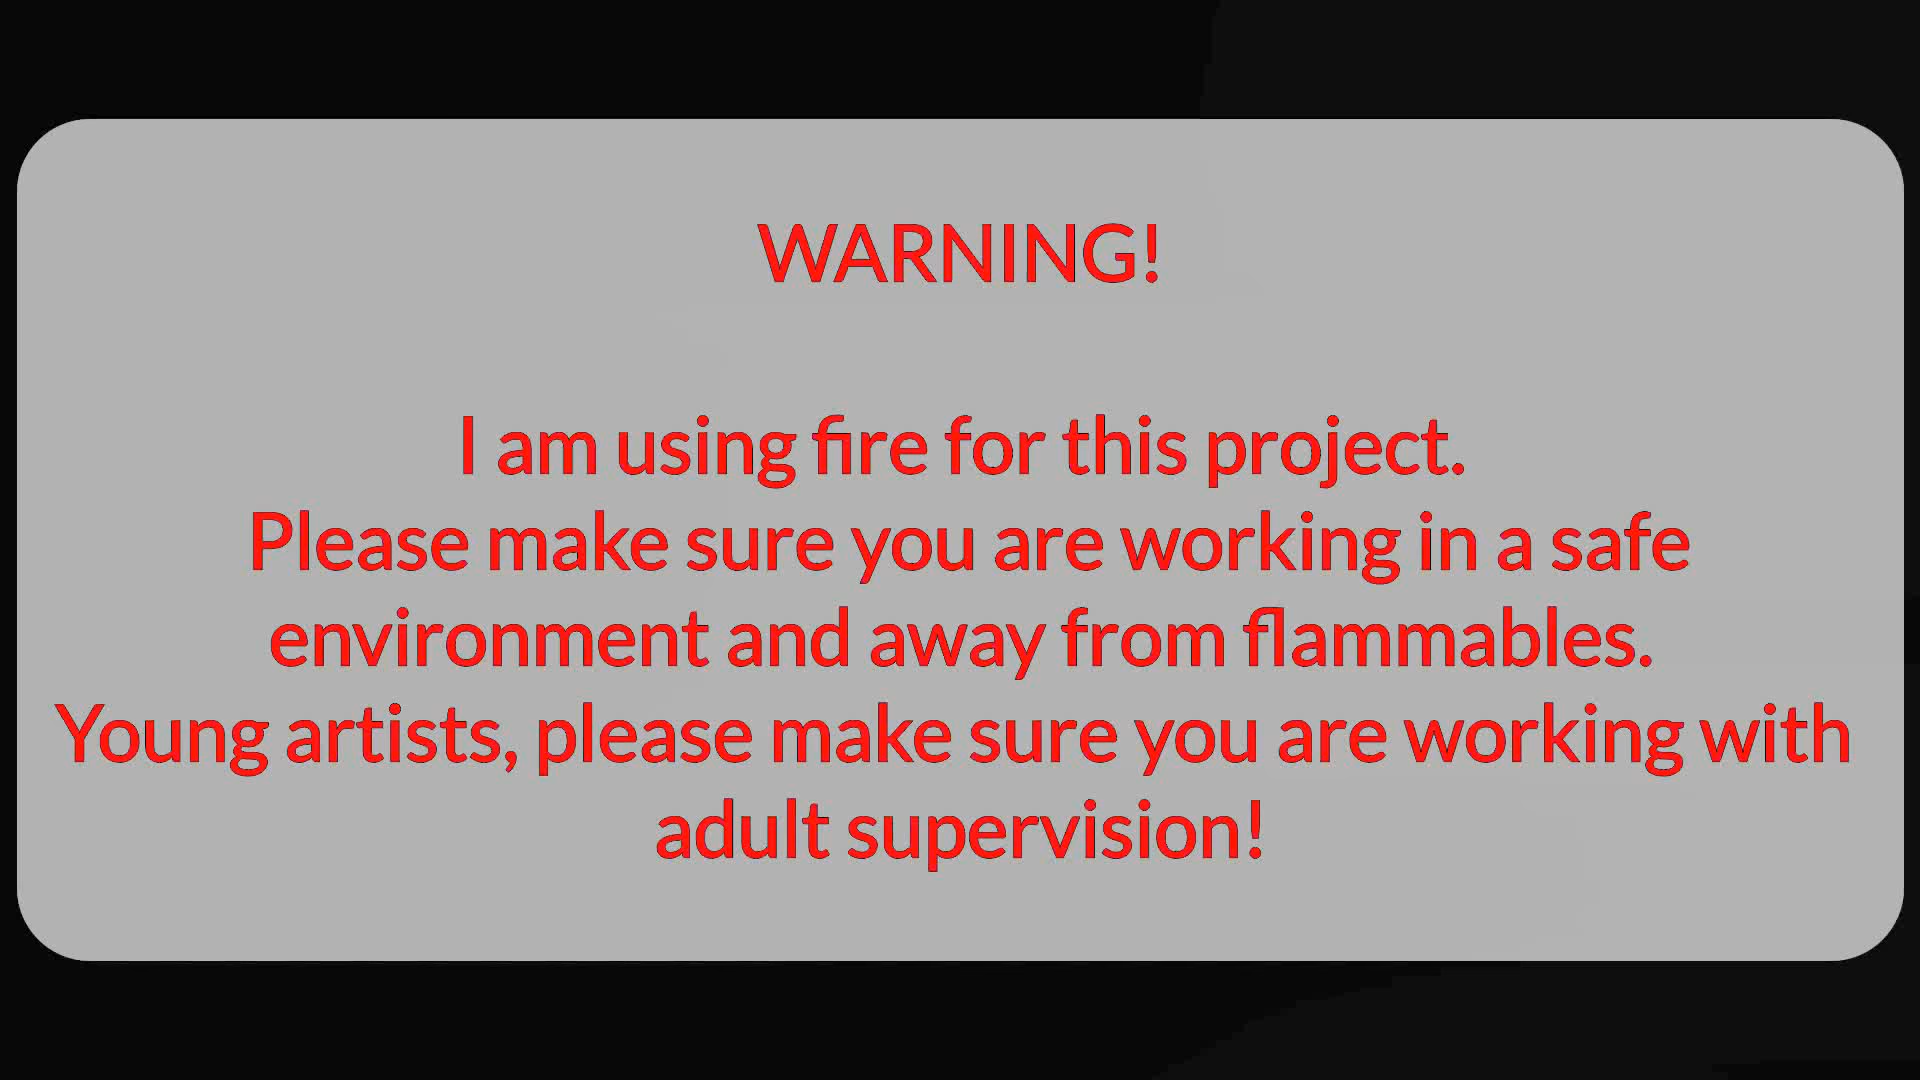 WARNING!
I am using fire for this project.
Please make sure you are working in a safe
environment and away from flammables.
Young artists, please make sure you are working with
adult supervision!